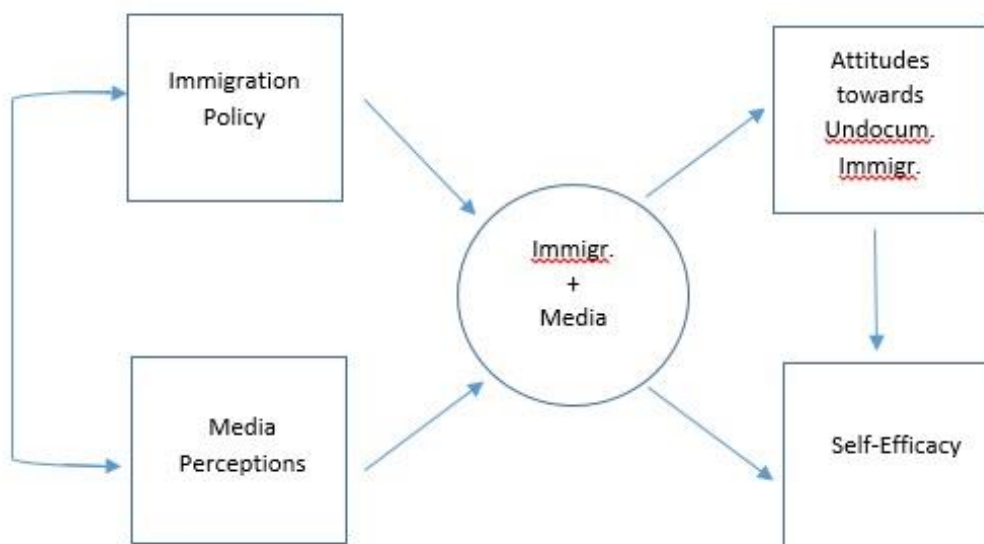 Immigration
Policy
Attitudes
towards
Undocum.
Immigr.
Immigr.
+
Media
Media
Perceptions
Self-Efficacy